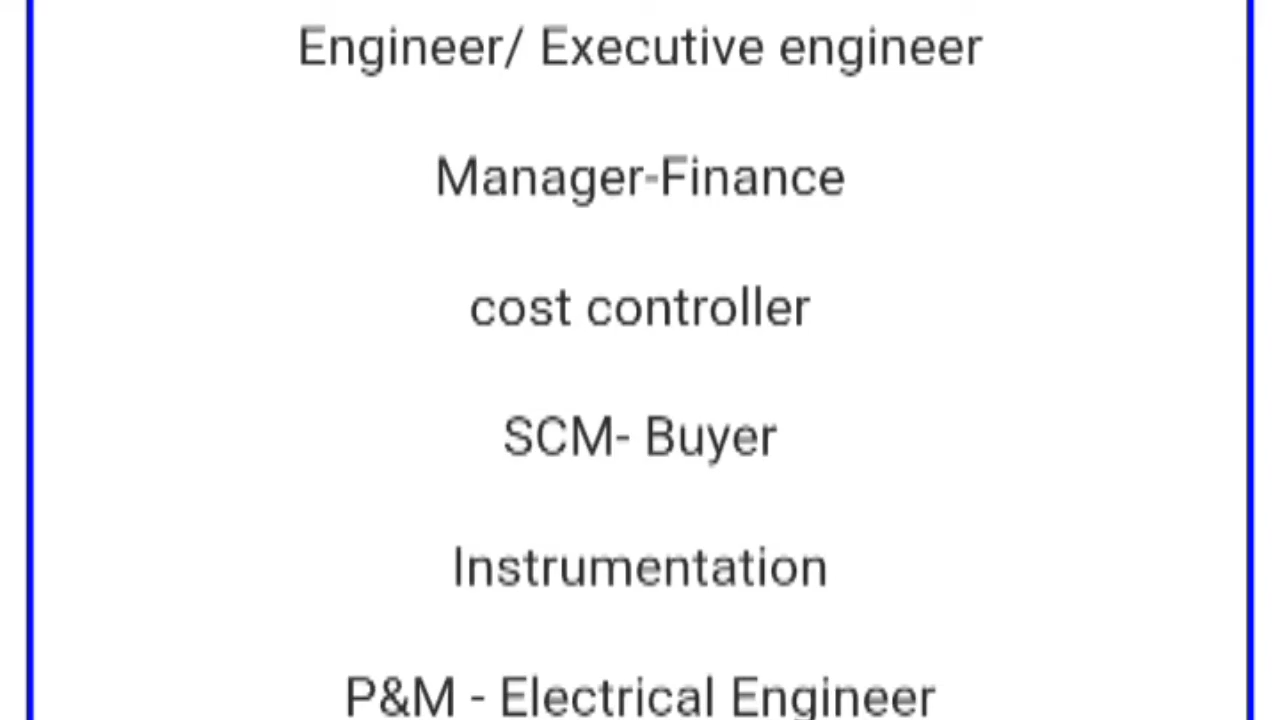 Engineer/ Executive engineer
Manager-Finance
cost controller
SCM- Buyer
Instrumentation
P&M - Electrical Engineer